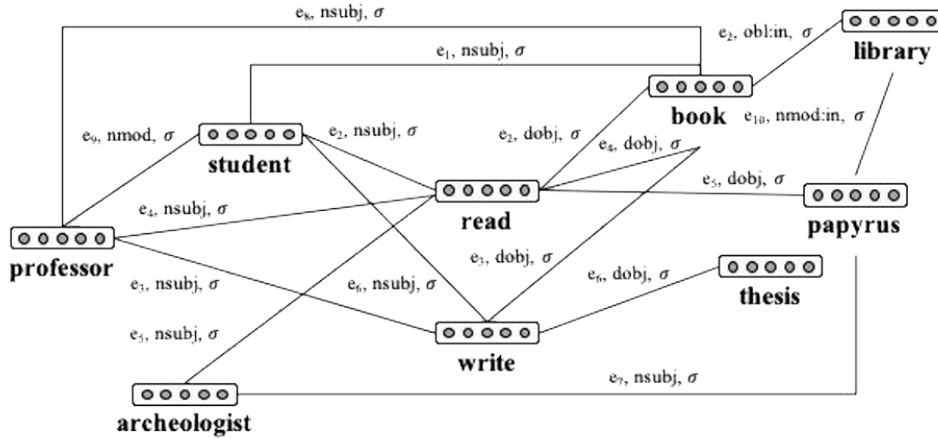 e₈, nsubj, σ
e₂, obl:in, σ
library
e₁, nsubj, σ
book
e₁₀, nmod:in, σ
e₉, nmod, σ
student
e₂, nsubj, σ
e₂, dobj, σ
e₄, dobj, σ
e₅, dobj, σ
read
papyrus
e₄, nsubj, σ
professor
e₃, nsubj, σ
e₆, nsubj, σ
e₃, dobj, σ
e₆, dobj, σ
thesis
e₅, nsubj, σ
write
e₇, nsubj, σ
archeologist